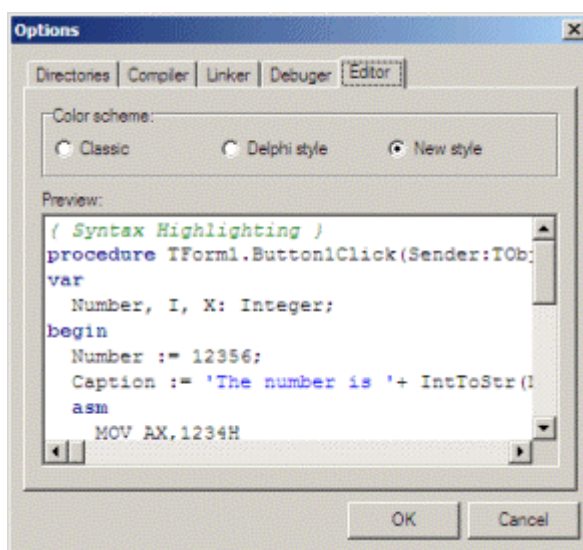 Options
Directories Compiler Linker Debuger Editor
Color scheme:
Classic Delphi style New style
Preview:
{ Syntax Highlighting }
procedure TForm1.Button1Click(Sender:TObj
var
Number, I, X: Integer;
begin
Number := 12356;
Caption := 'The number is '+ IntToStr(
asm
MOV AX,1234H
OK Cancel